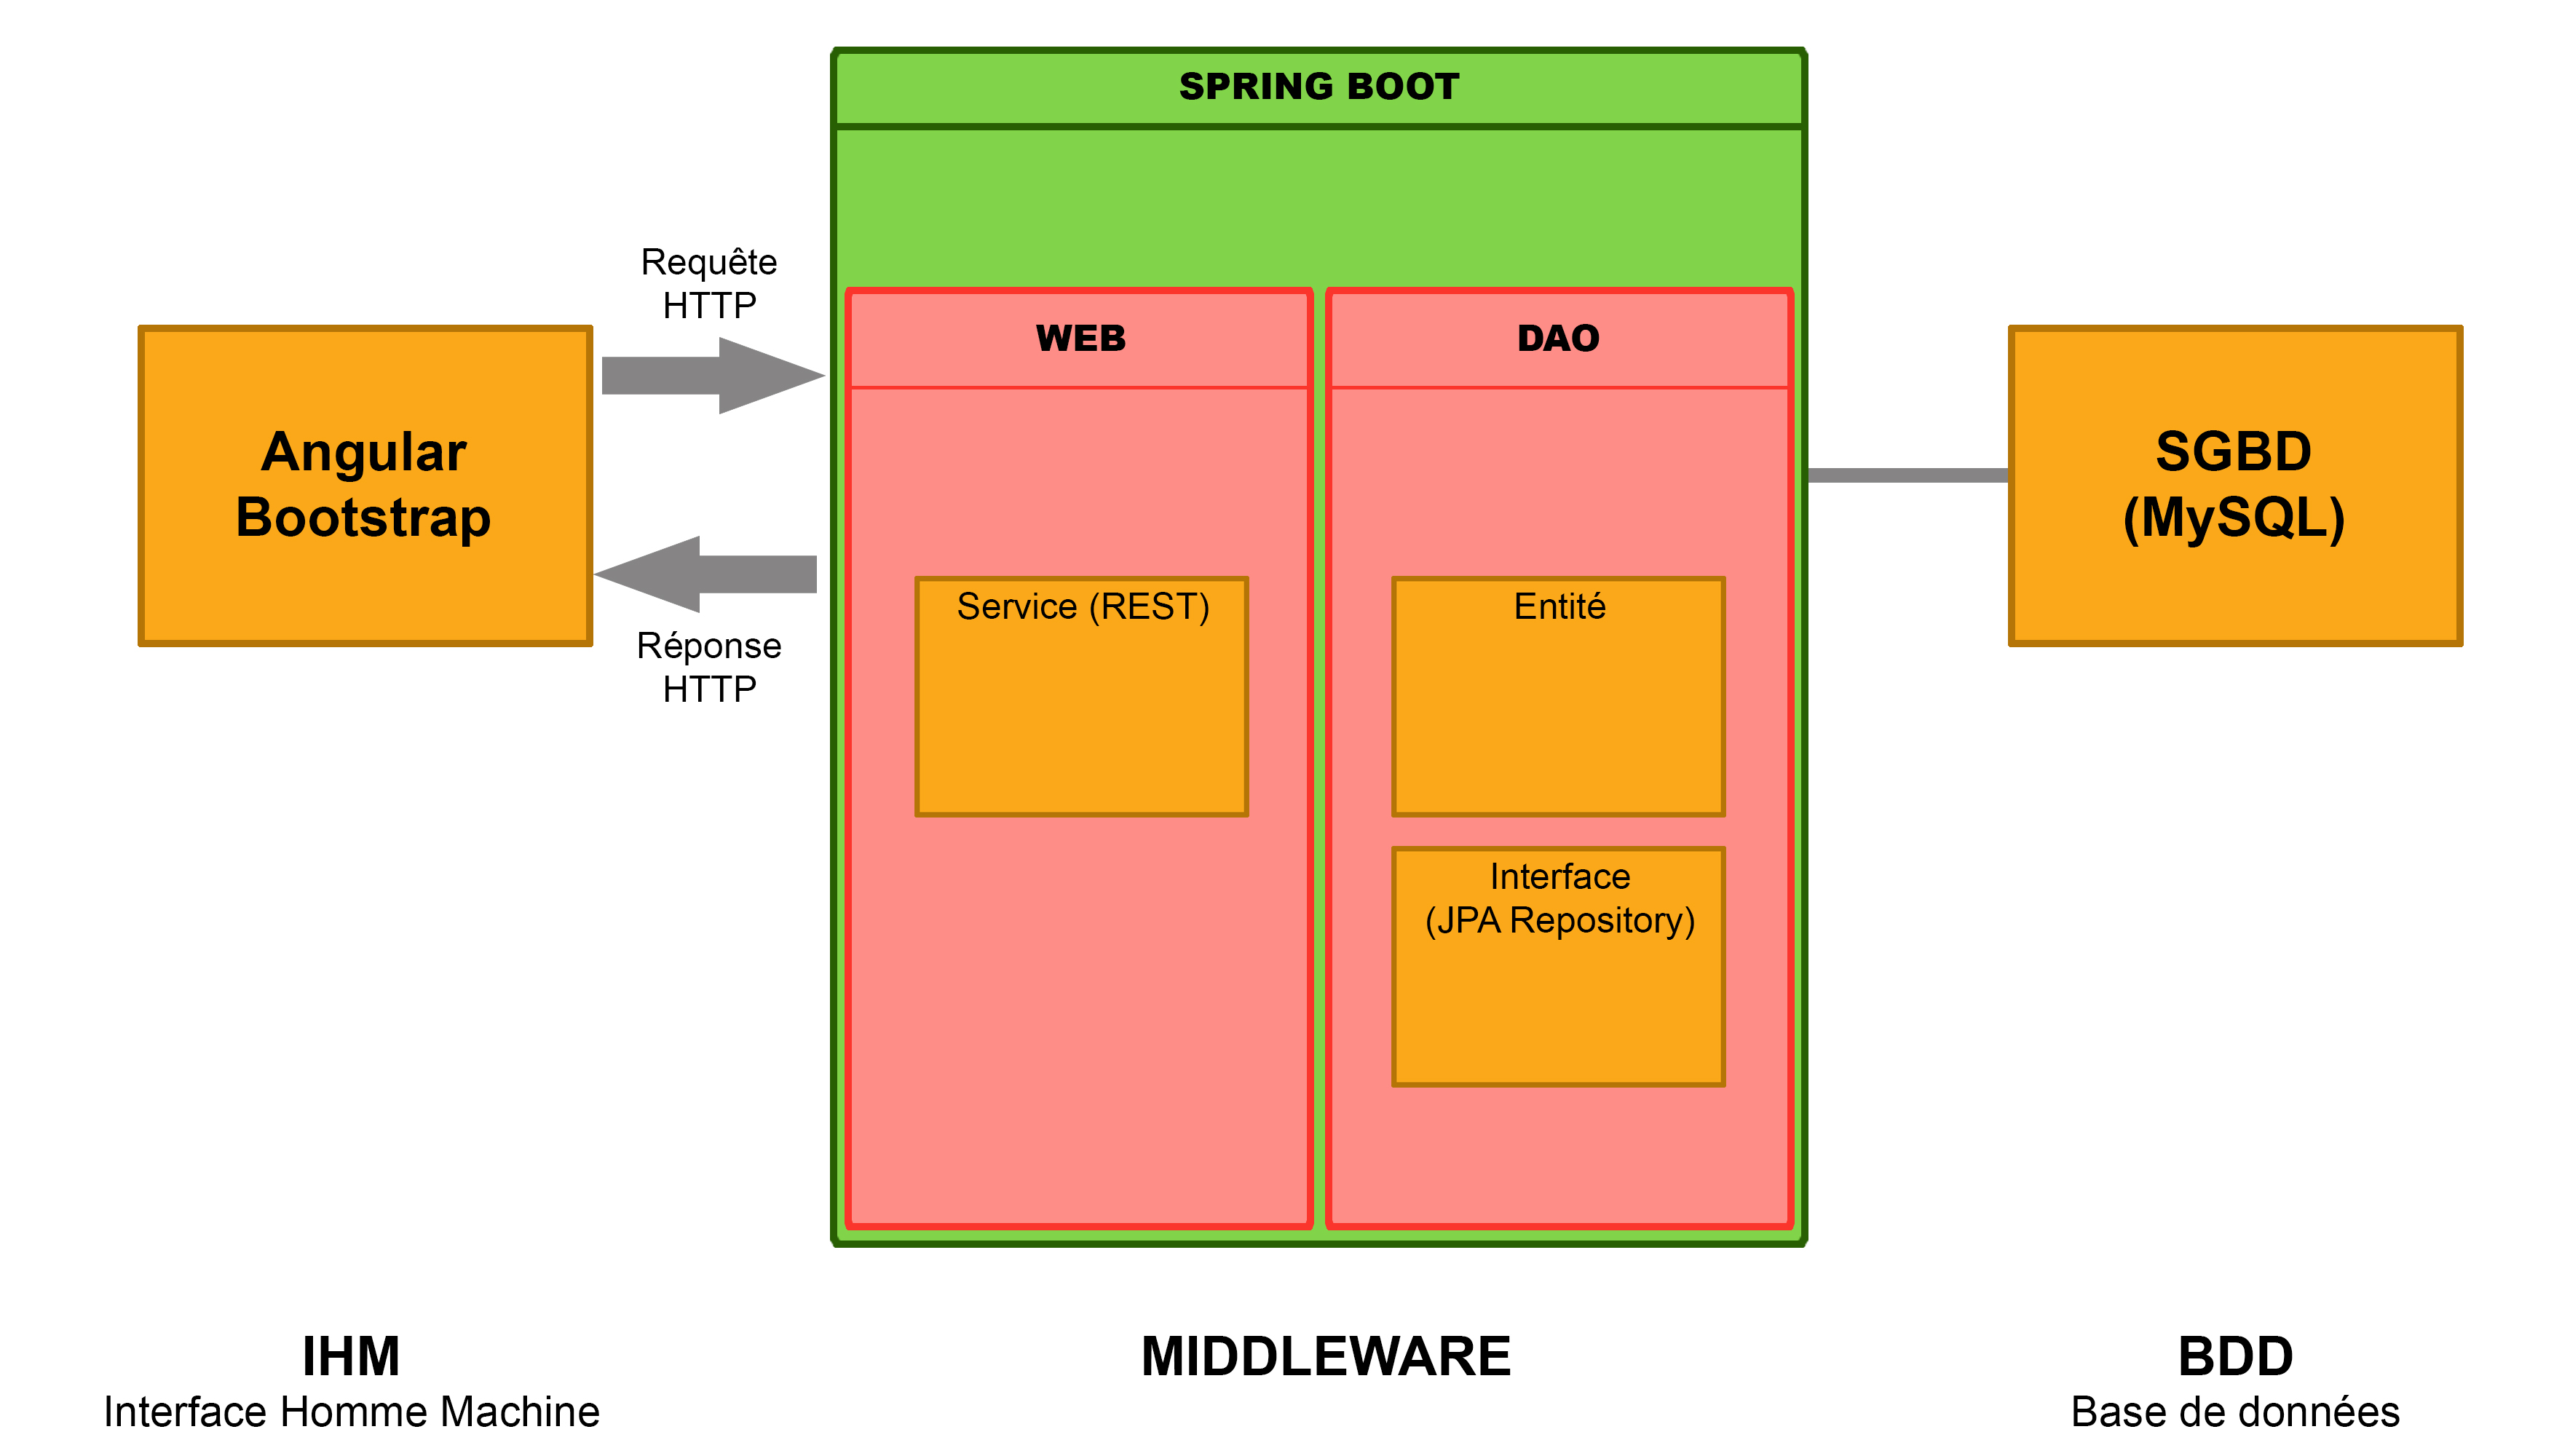 SPRING BOOT
Requête
HTTP
WEB
DAO
Angular
Bootstrap
SGBD
(MySQL)
Service (REST)
Entité
Réponse
HTTP
Interface
(JPA Repository)
IHM
Interface Homme Machine
MIDDLEWARE
BDD
Base de données